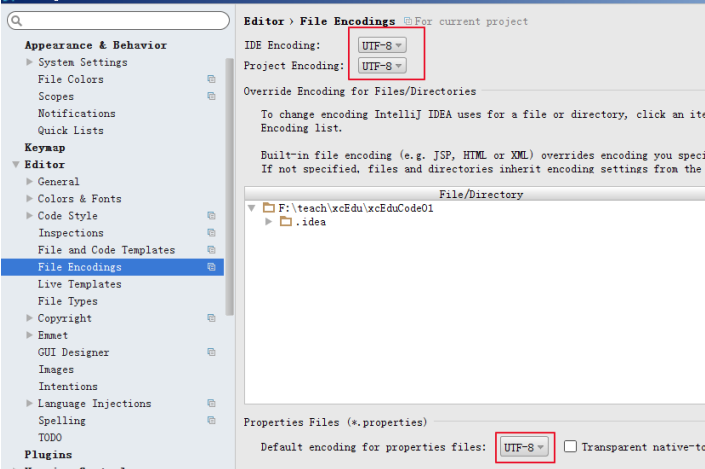 Appearance & Behavior
System Settings
File Colors
Scopes
Notifications
Quick Lists
Keymap
Editor
General
Colors & Fonts
Code Style
Inspections
File and Code Templates
File Encodings
Live Templates
File Types
Copyright
Emmet
GUI Designer
Images
Intentions
Language Injections
Spelling
TODO
Plugins
Editor › File Encodings For current project
IDE Encoding: UTF-8
Project Encoding: UTF-8
Override Encoding for Files/Directories
To change encoding IntelliJ IDEA uses for a file or directory, click an ite
Encoding list.
Built-in file encoding (e.g. JSP, HTML or XML) overrides encoding you speci
If not specified, files and directories inherit encoding settings from the
File/Directory
F:\teach\xcEdu\xcEduCode01
.idea
Properties Files (*.properties)
Default encoding for properties files: UTF-8 Transparent native-to